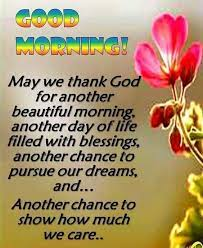 GOOD
MORNING!
May we thank God
for another
beautiful morning,
another day of life
filled with blessings,
another chance to
pursue our dreams,
and...
Another chance to
show how much
we care..